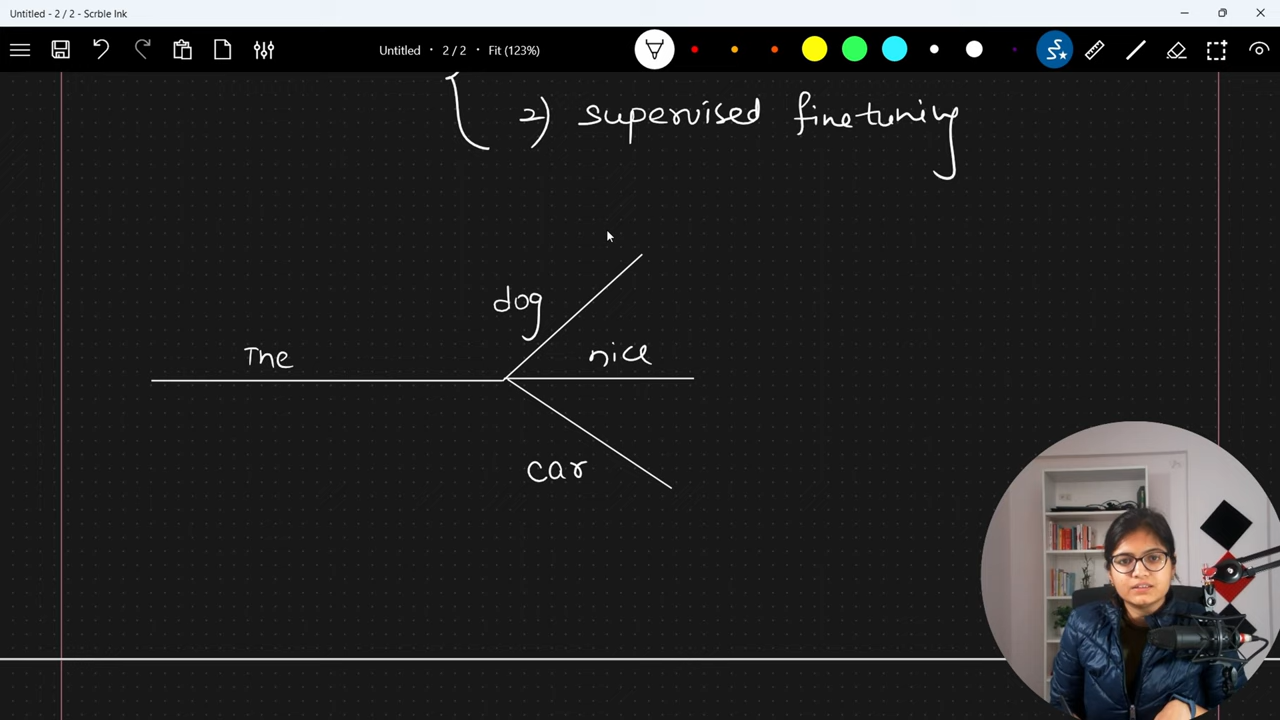 Untitled - 2 / 2 - Scrble Ink
Untitled • 2 / 2 • Fit (123%)
2) supervised finetuning
dog
The
nice
car